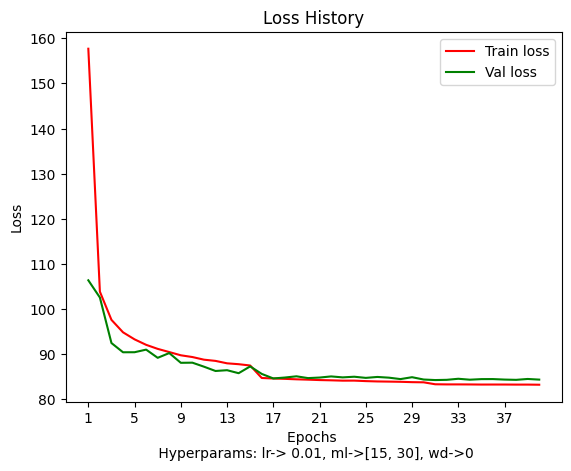 Loss History
Train loss
Val loss
Loss
160
150
140
130
120
110
100
90
80
1 5 9 13 17 21 25 29 33 37
Epochs
Hyperparams: lr-> 0.01, ml->[15, 30], wd->0